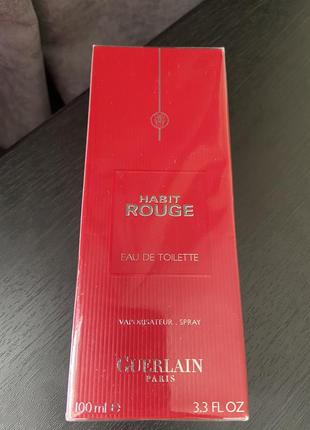 HABIT
ROUGE
EAU DE TOILETTE
VAPORISATEUR . SPRAY
GUERLAIN
PARIS
100 ml ℮ 3.3 FL OZ